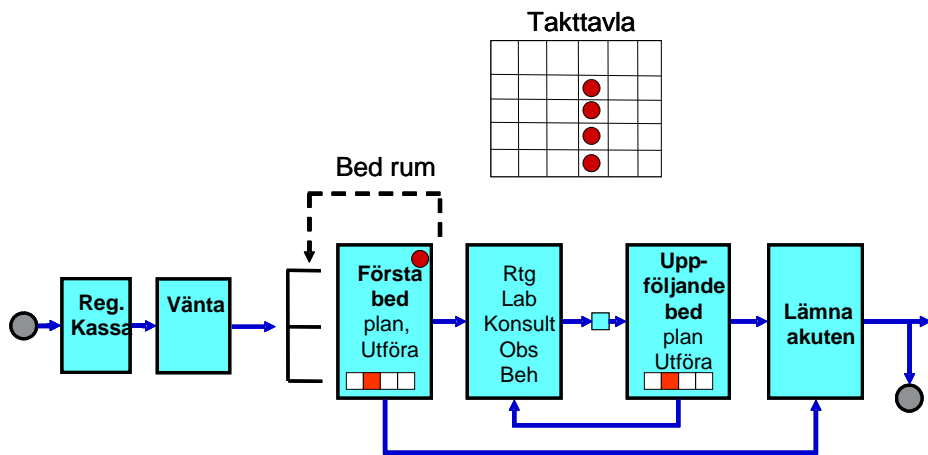 Takttavla
Bed rum
Reg.
Kassa
Vänta
Första
bed
plan,
Utföra
Rtg
Lab
Konsult
Obs
Beh
Upp-
följande
bed
plan
Utföra
Lämna
akuten